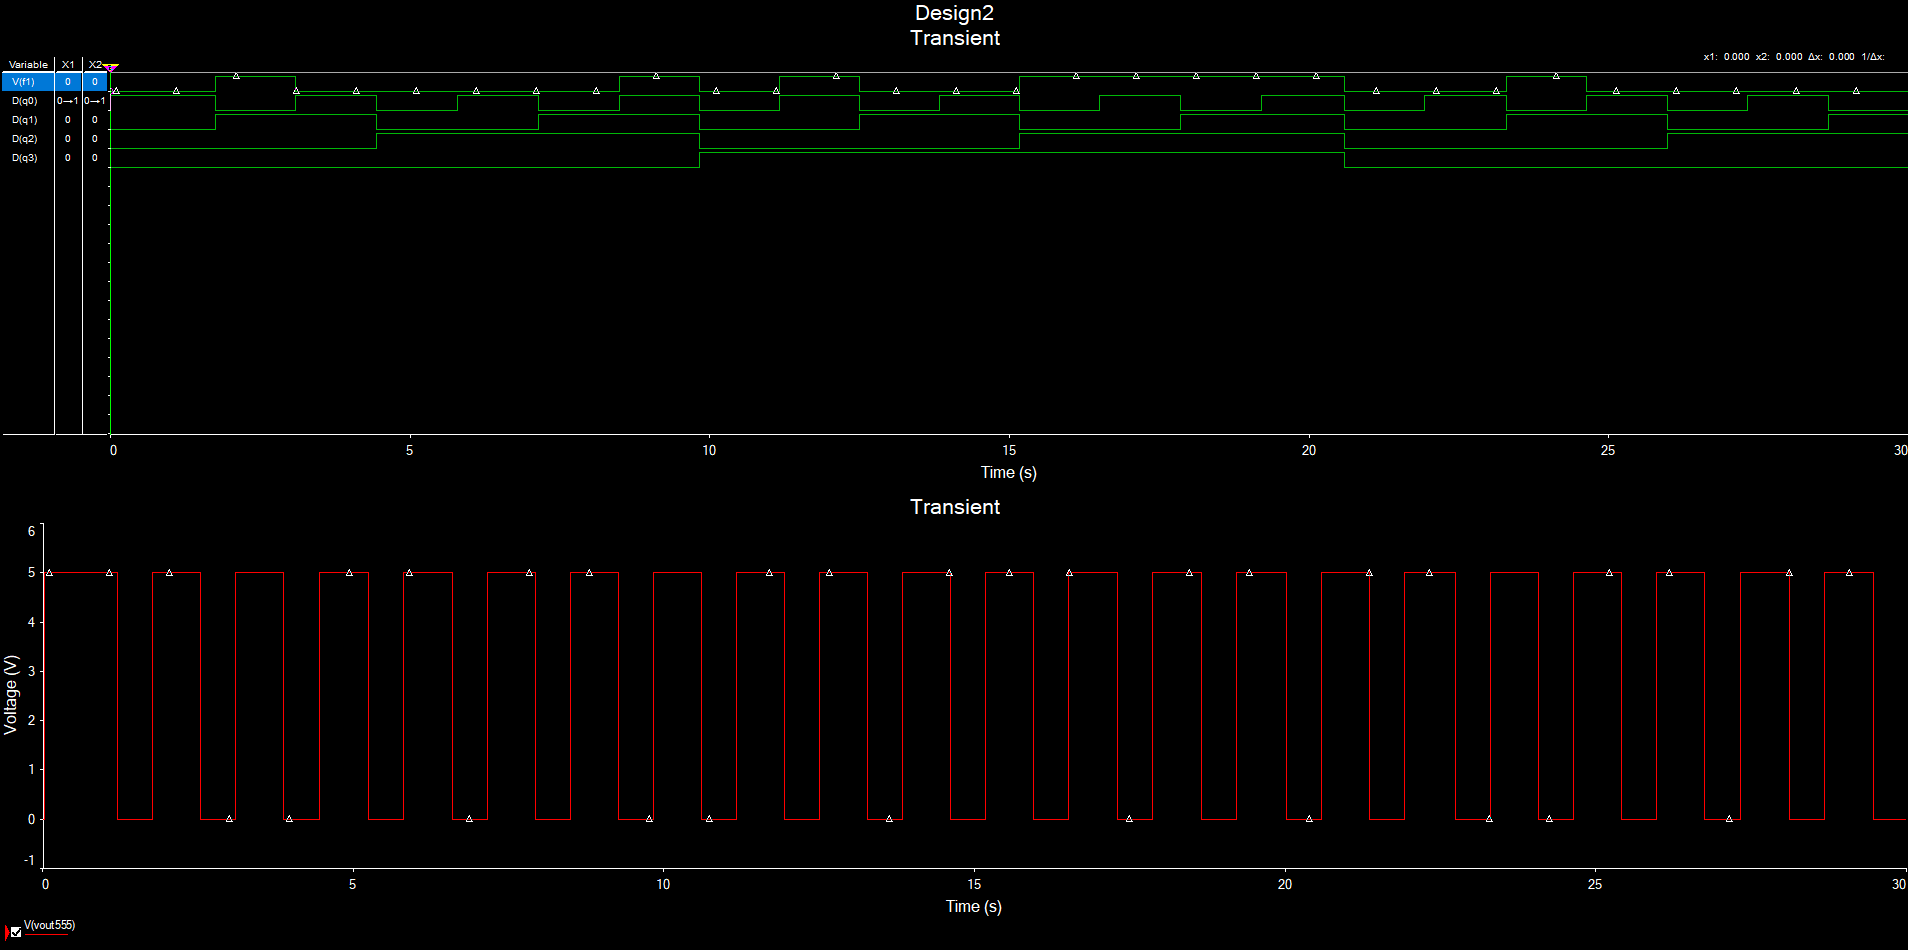 Design2
Transient
x1: 0.000 x2: 0.000 Δx: 0.000 1/Δx:
Variable X1 X2
V(f1) 0 0
D(q0) 0→1 0→1
D(q1) 0 0
D(q2) 0 0
D(q3) 0 0
0 5 10 15 20 25 30
Time (s)
Transient
6
5
4
3
2
1
0
-1
Voltage (V)
0 5 10 15 20 25 30
Time (s)
V(vout555)